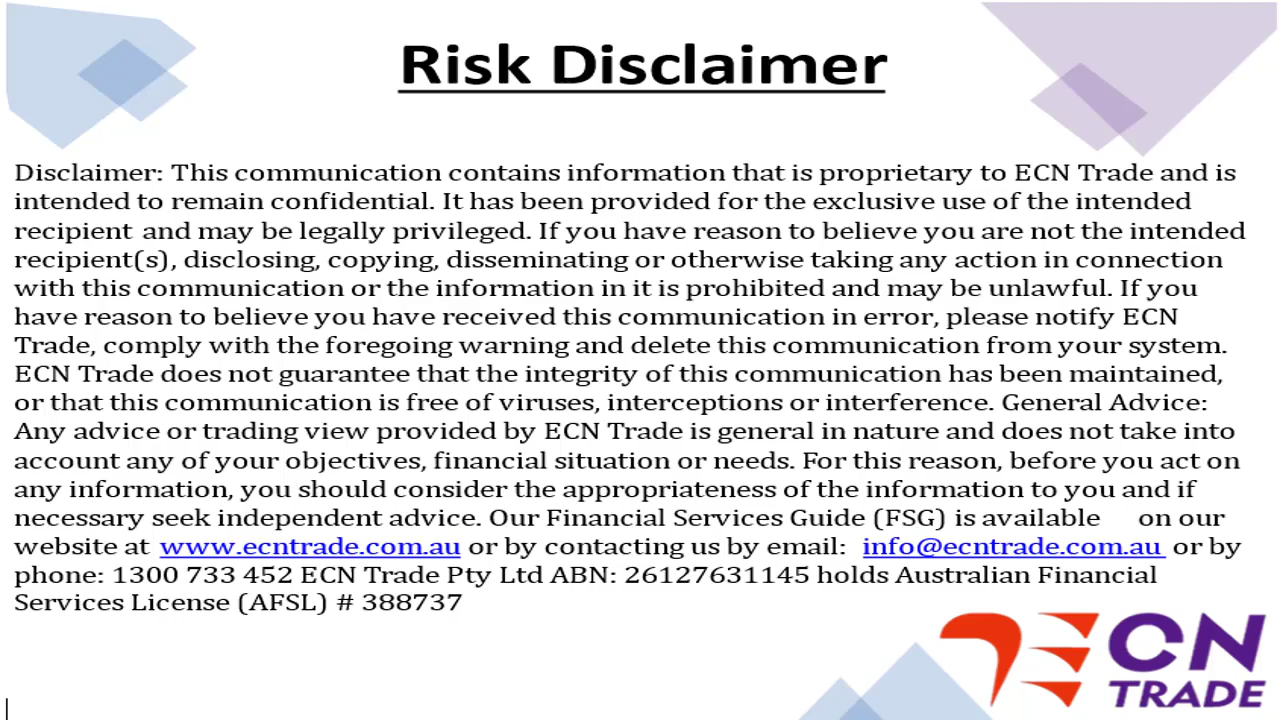 Risk Disclaimer
Disclaimer: This communication contains information that is proprietary to ECN Trade and is
intended to remain confidential. It has been provided for the exclusive use of the intended
recipient and may be legally privileged. If you have reason to believe you are not the intended
recipient(s), disclosing, copying, disseminating or otherwise taking any action in connection
with this communication or the information in it is prohibited and may be unlawful. If you
have reason to believe you have received this communication in error, please notify ECN
Trade, comply with the foregoing warning and delete this communication from your system.
ECN Trade does not guarantee that the integrity of this communication has been maintained,
or that this communication is free of viruses, interceptions or interference. General Advice:
Any advice or trading view provided by ECN Trade is general in nature and does not take into
account any of your objectives, financial situation or needs. For this reason, before you act on
any information, you should consider the appropriateness of the information to you and if
necessary seek independent advice. Our Financial Services Guide (FSG) is available on our
website at www.ecntrade.com.au or by contacting us by email: info@ecntrade.com.au or by
phone: 1300 733 452 ECN Trade Pty Ltd ABN: 26127631145 holds Australian Financial
Services License (AFSL) # 388737
ECN
TRADE